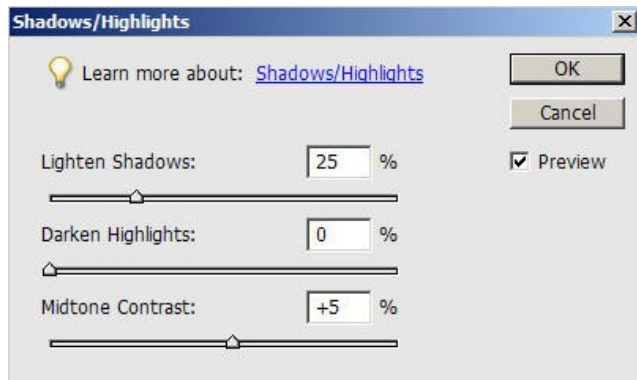 Shadows/Highlights
Learn more about: Shadows/Highlights
OK
Cancel
Lighten Shadows: 25 %
Preview
Darken Highlights: 0 %
Midtone Contrast: +5 %